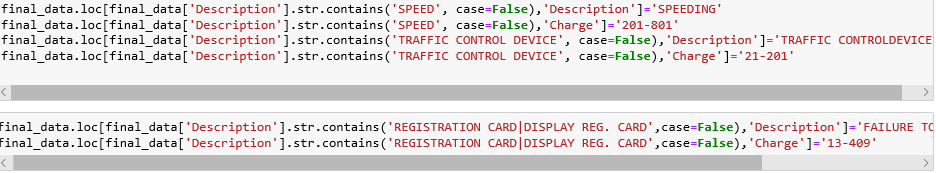 final_data.loc[final_data['Description'].str.contains('SPEED', case=False),'Description']='SPEEDING'
final_data.loc[final_data['Description'].str.contains('SPEED', case=False),'Charge']='201-801'
final_data.loc[final_data['Description'].str.contains('TRAFFIC CONTROL DEVICE', case=False),'Description']='TRAFFIC CONTROLDEVICE
final_data.loc[final_data['Description'].str.contains('TRAFFIC CONTROL DEVICE', case=False),'Charge']='21-201'
final_data.loc[final_data['Description'].str.contains('REGISTRATION CARD|DISPLAY REG. CARD',case=False),'Description']='FAILURE TO
final_data.loc[final_data['Description'].str.contains('REGISTRATION CARD|DISPLAY REG. CARD',case=False),'Charge']='13-409'